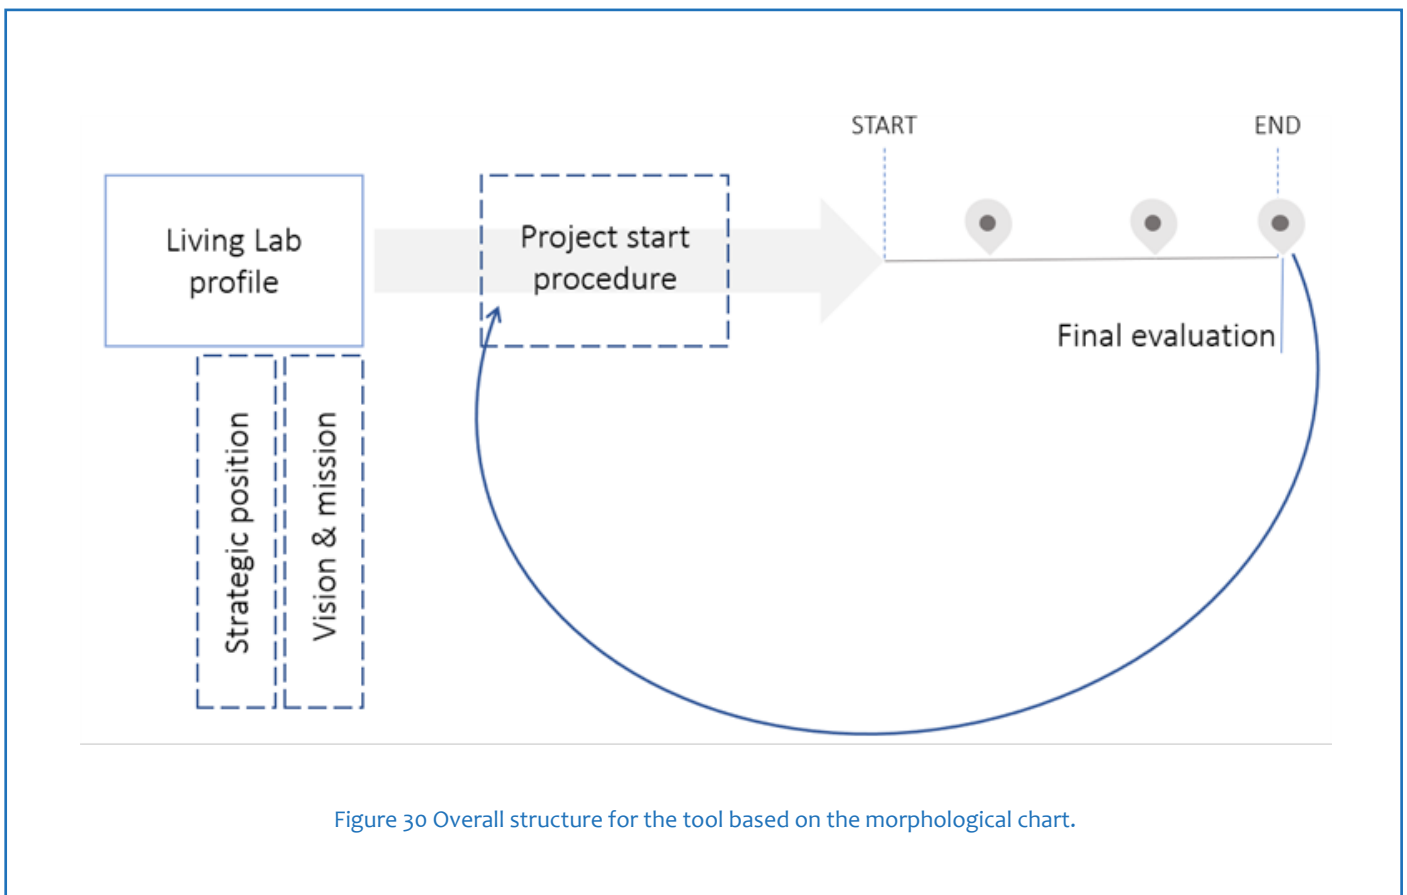 START
END
Living Lab
profile
Project start
procedure
Final evaluation
Strategic position
Vision & mission
Figure 30 Overall structure for the tool based on the morphological chart.